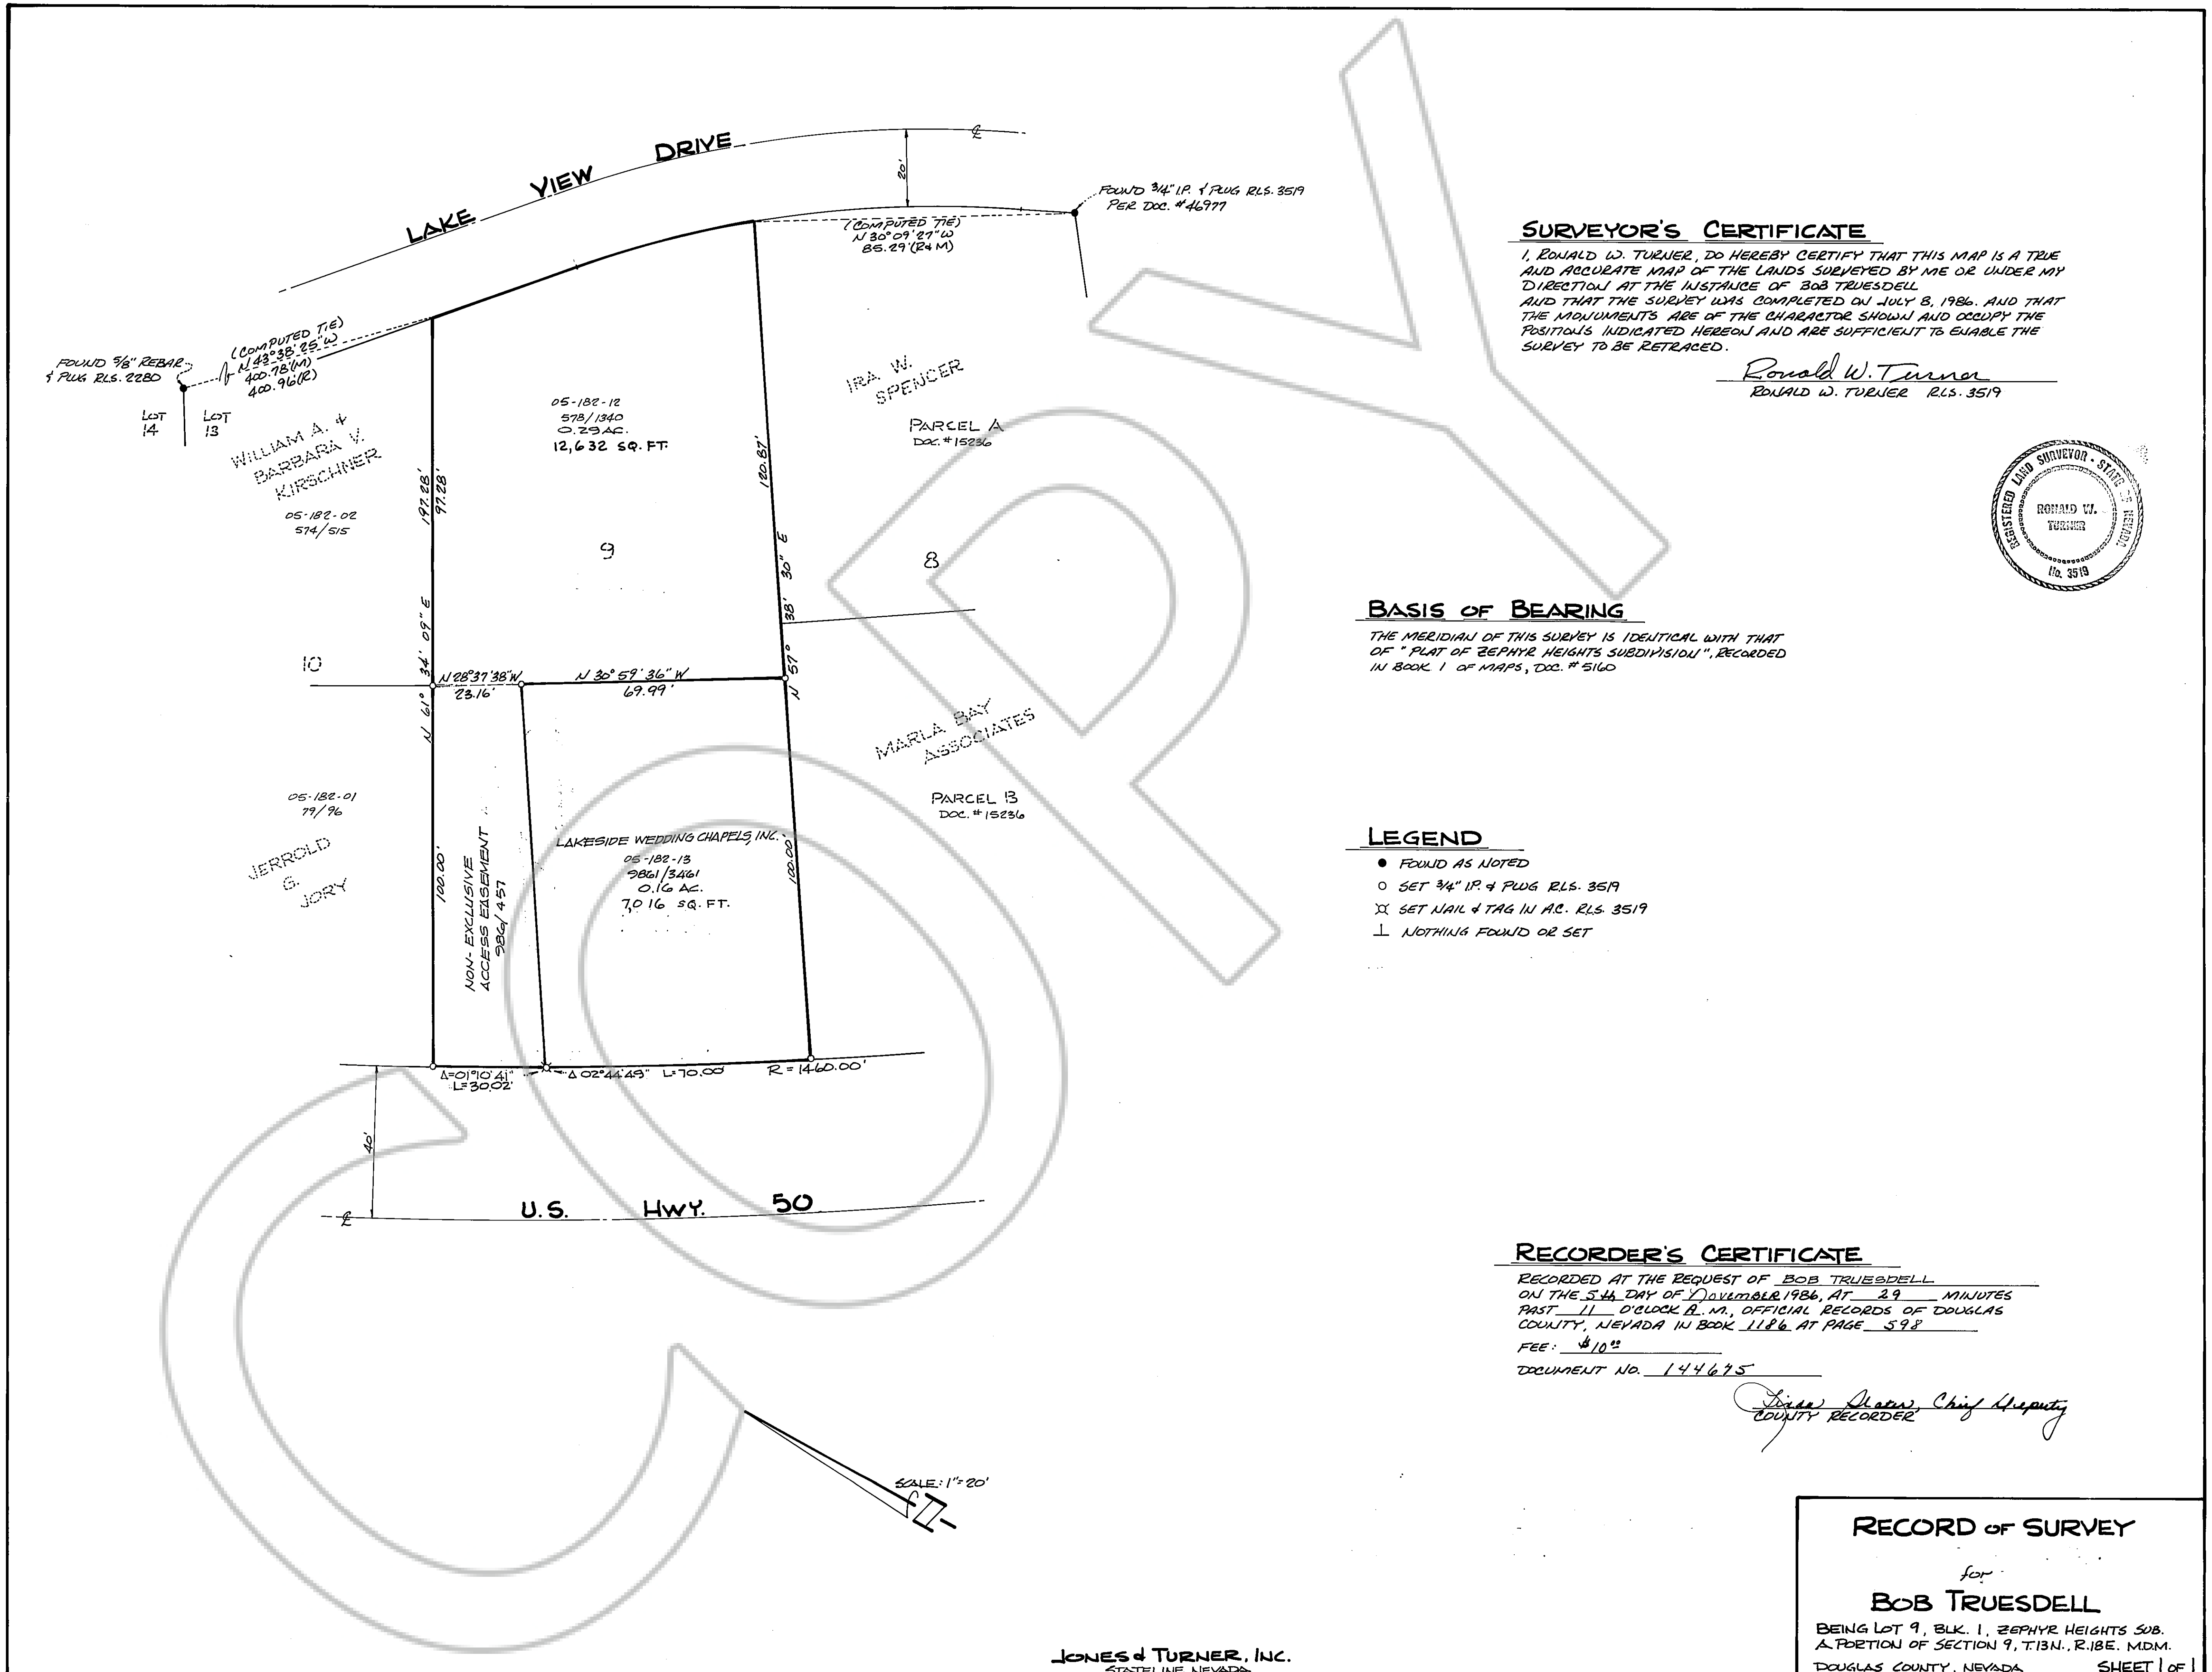 LAKE VIEW DRIVE
℄
20'
FOUND 3/4" I.P. & PLUG RLS. 3519
PER DOC. #46977
(COMPUTED TIE)
N 30°09'27" W
85.29'(R&M)
(COMPUTED TIE)
N 43°38'25" W
400.78'(M)
400.96'(R)
FOUND 5/8" REBAR
& PLUG RLS. 2280
LOT
14
LOT
13
WILLIAM A. &
BARBARA V.
KIRSCHNER
05-182-02
574/515
05-182-12
578/1340
0.29 AC.
12,632 SQ. FT.
IRA W.
SPENCER
PARCEL A
DOC. #15236
197.28'
97.28'
120.87'
9
8
10
N 61° 34' 09" E
N 57° 38' 30" E
N 28°37'38" W
23.16'
N 30°59'36" W
69.99'
MARLA BAY
ASSOCIATES
PARCEL B
DOC. #15236
05-182-01
79/96
JERROLD
G.
JORY
100.00'
NON-EXCLUSIVE
ACCESS EASEMENT
986/457
LAKESIDE WEDDING CHAPELS, INC.
05-182-13
9861/3461
0.16 AC.
7,016 SQ. FT.
100.00'
Δ=01°10'41"
L=30.02'
Δ 02°44'49" L=70.00' R=1460.00'
40'
℄
U.S. HWY. 50
SCALE: 1"=20'
SURVEYOR'S CERTIFICATE
I, RONALD W. TURNER, DO HEREBY CERTIFY THAT THIS MAP IS A TRUE
AND ACCURATE MAP OF THE LANDS SURVEYED BY ME OR UNDER MY
DIRECTION AT THE INSTANCE OF BOB TRUESDELL
AND THAT THE SURVEY WAS COMPLETED ON JULY 8, 1986. AND THAT
THE MONUMENTS ARE OF THE CHARACTOR SHOWN AND OCCUPY THE
POSITIONS INDICATED HEREON AND ARE SUFFICIENT TO ENABLE THE
SURVEY TO BE RETRACED.
Ronald W. Turner
RONALD W. TURNER R.L.S. 3519
REGISTERED LAND SURVEYOR - STATE OF NEVADA
RONALD W.
TURNER
No. 3519
BASIS OF BEARING
THE MERIDIAN OF THIS SURVEY IS IDENTICAL WITH THAT
OF "PLAT OF ZEPHYR HEIGHTS SUBDIVISION", RECORDED
IN BOOK 1 OF MAPS, DOC. #5160
LEGEND
● FOUND AS NOTED
○ SET 3/4" I.P. & PLUG RLS. 3519
¤ SET NAIL & TAG IN A.C. RLS. 3519
⊥ NOTHING FOUND OR SET
RECORDER'S CERTIFICATE
RECORDED AT THE REQUEST OF BOB TRUESDELL
ON THE 5th DAY OF November 1986, AT 29 MINUTES
PAST 11 O'CLOCK A.M., OFFICIAL RECORDS OF DOUGLAS
COUNTY, NEVADA IN BOOK 1186 AT PAGE 598
FEE: $10.00
DOCUMENT NO. 144675
Chief Deputy
COUNTY RECORDER
JONES & TURNER, INC.
STATELINE, NEVADA
RECORD OF SURVEY
for
BOB TRUESDELL
BEING LOT 9, BLK. 1, ZEPHYR HEIGHTS SUB.
A PORTION OF SECTION 9, T.13N., R.18E. M.D.M.
DOUGLAS COUNTY, NEVADA SHEET 1 OF 1
COPY